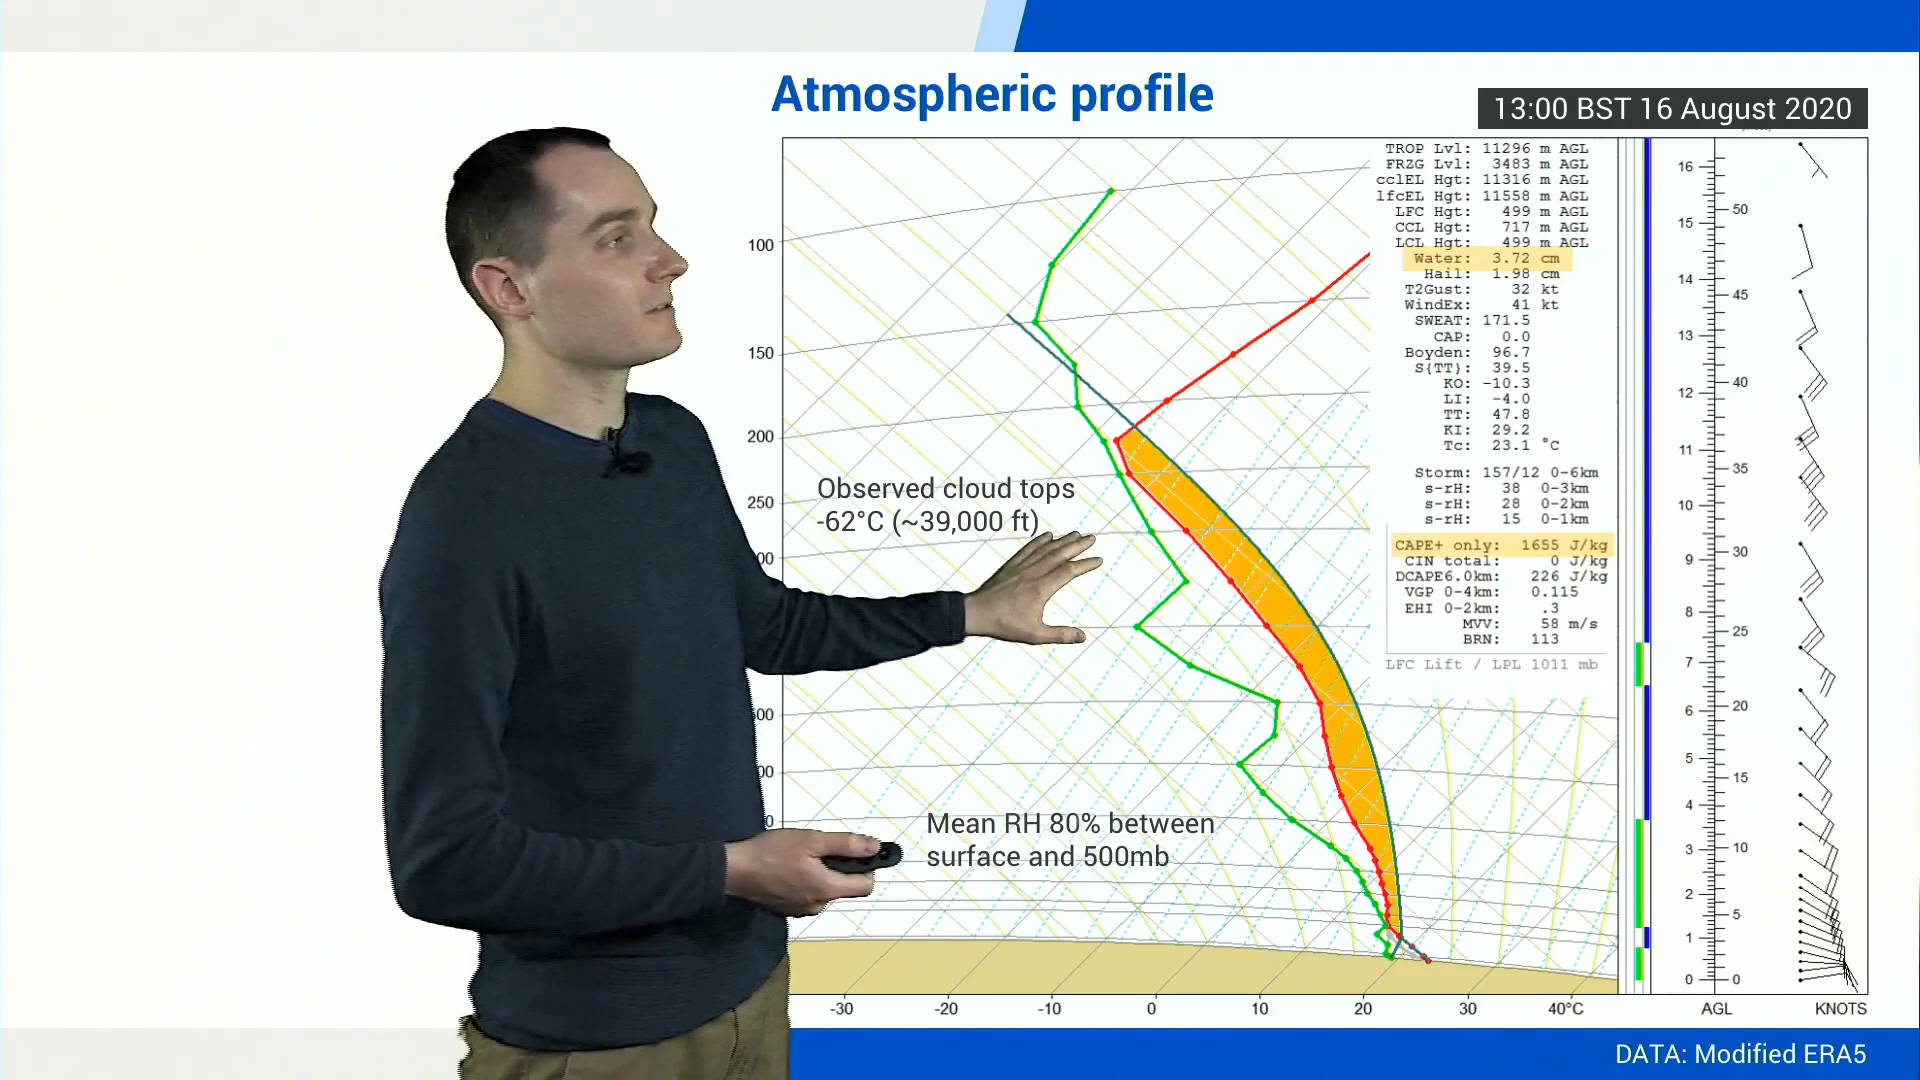 Atmospheric profile
13:00 BST 16 August 2020
TROP Lvl: 11296 m AGL
FRZG Lvl: 3483 m AGL
cclEL Hgt: 11316 m AGL
lfcEL Hgt: 11558 m AGL
LFC Hgt: 499 m AGL
CCL Hgt: 717 m AGL
LCL Hgt: 499 m AGL
Water: 3.72 cm
Hail: 1.98 cm
T2Gust: 32 kt
WindEx: 41 kt
SWEAT: 171.5
CAP: 0.0
Boyden: 96.7
S{TT}: 39.5
KO: -10.3
LI: -4.0
TT: 47.8
KI: 29.2
Tc: 23.1 °C
Storm: 157/12 0-6km
s-rH: 38 0-3km
s-rH: 28 0-2km
s-rH: 15 0-1km
CAPE+ only: 1655 J/kg
CIN total: 0 J/kg
DCAPE6.0km: 226 J/kg
VGP 0-4km: 0.115
EHI 0-2km: .3
MVV: 58 m/s
BRN: 113
LFC Lift / LPL 1011 mb
100
150
200
250
Observed cloud tops
-62°C (~39,000 ft)
Mean RH 80% between
surface and 500mb
16
15
14
13
12
11
10
9
8
7
6
5
4
3
2
1
0
50
45
40
35
30
25
20
15
10
5
0
-30 -20 -10 0 10 20 30 40°C
AGL KNOTS
DATA: Modified ERA5